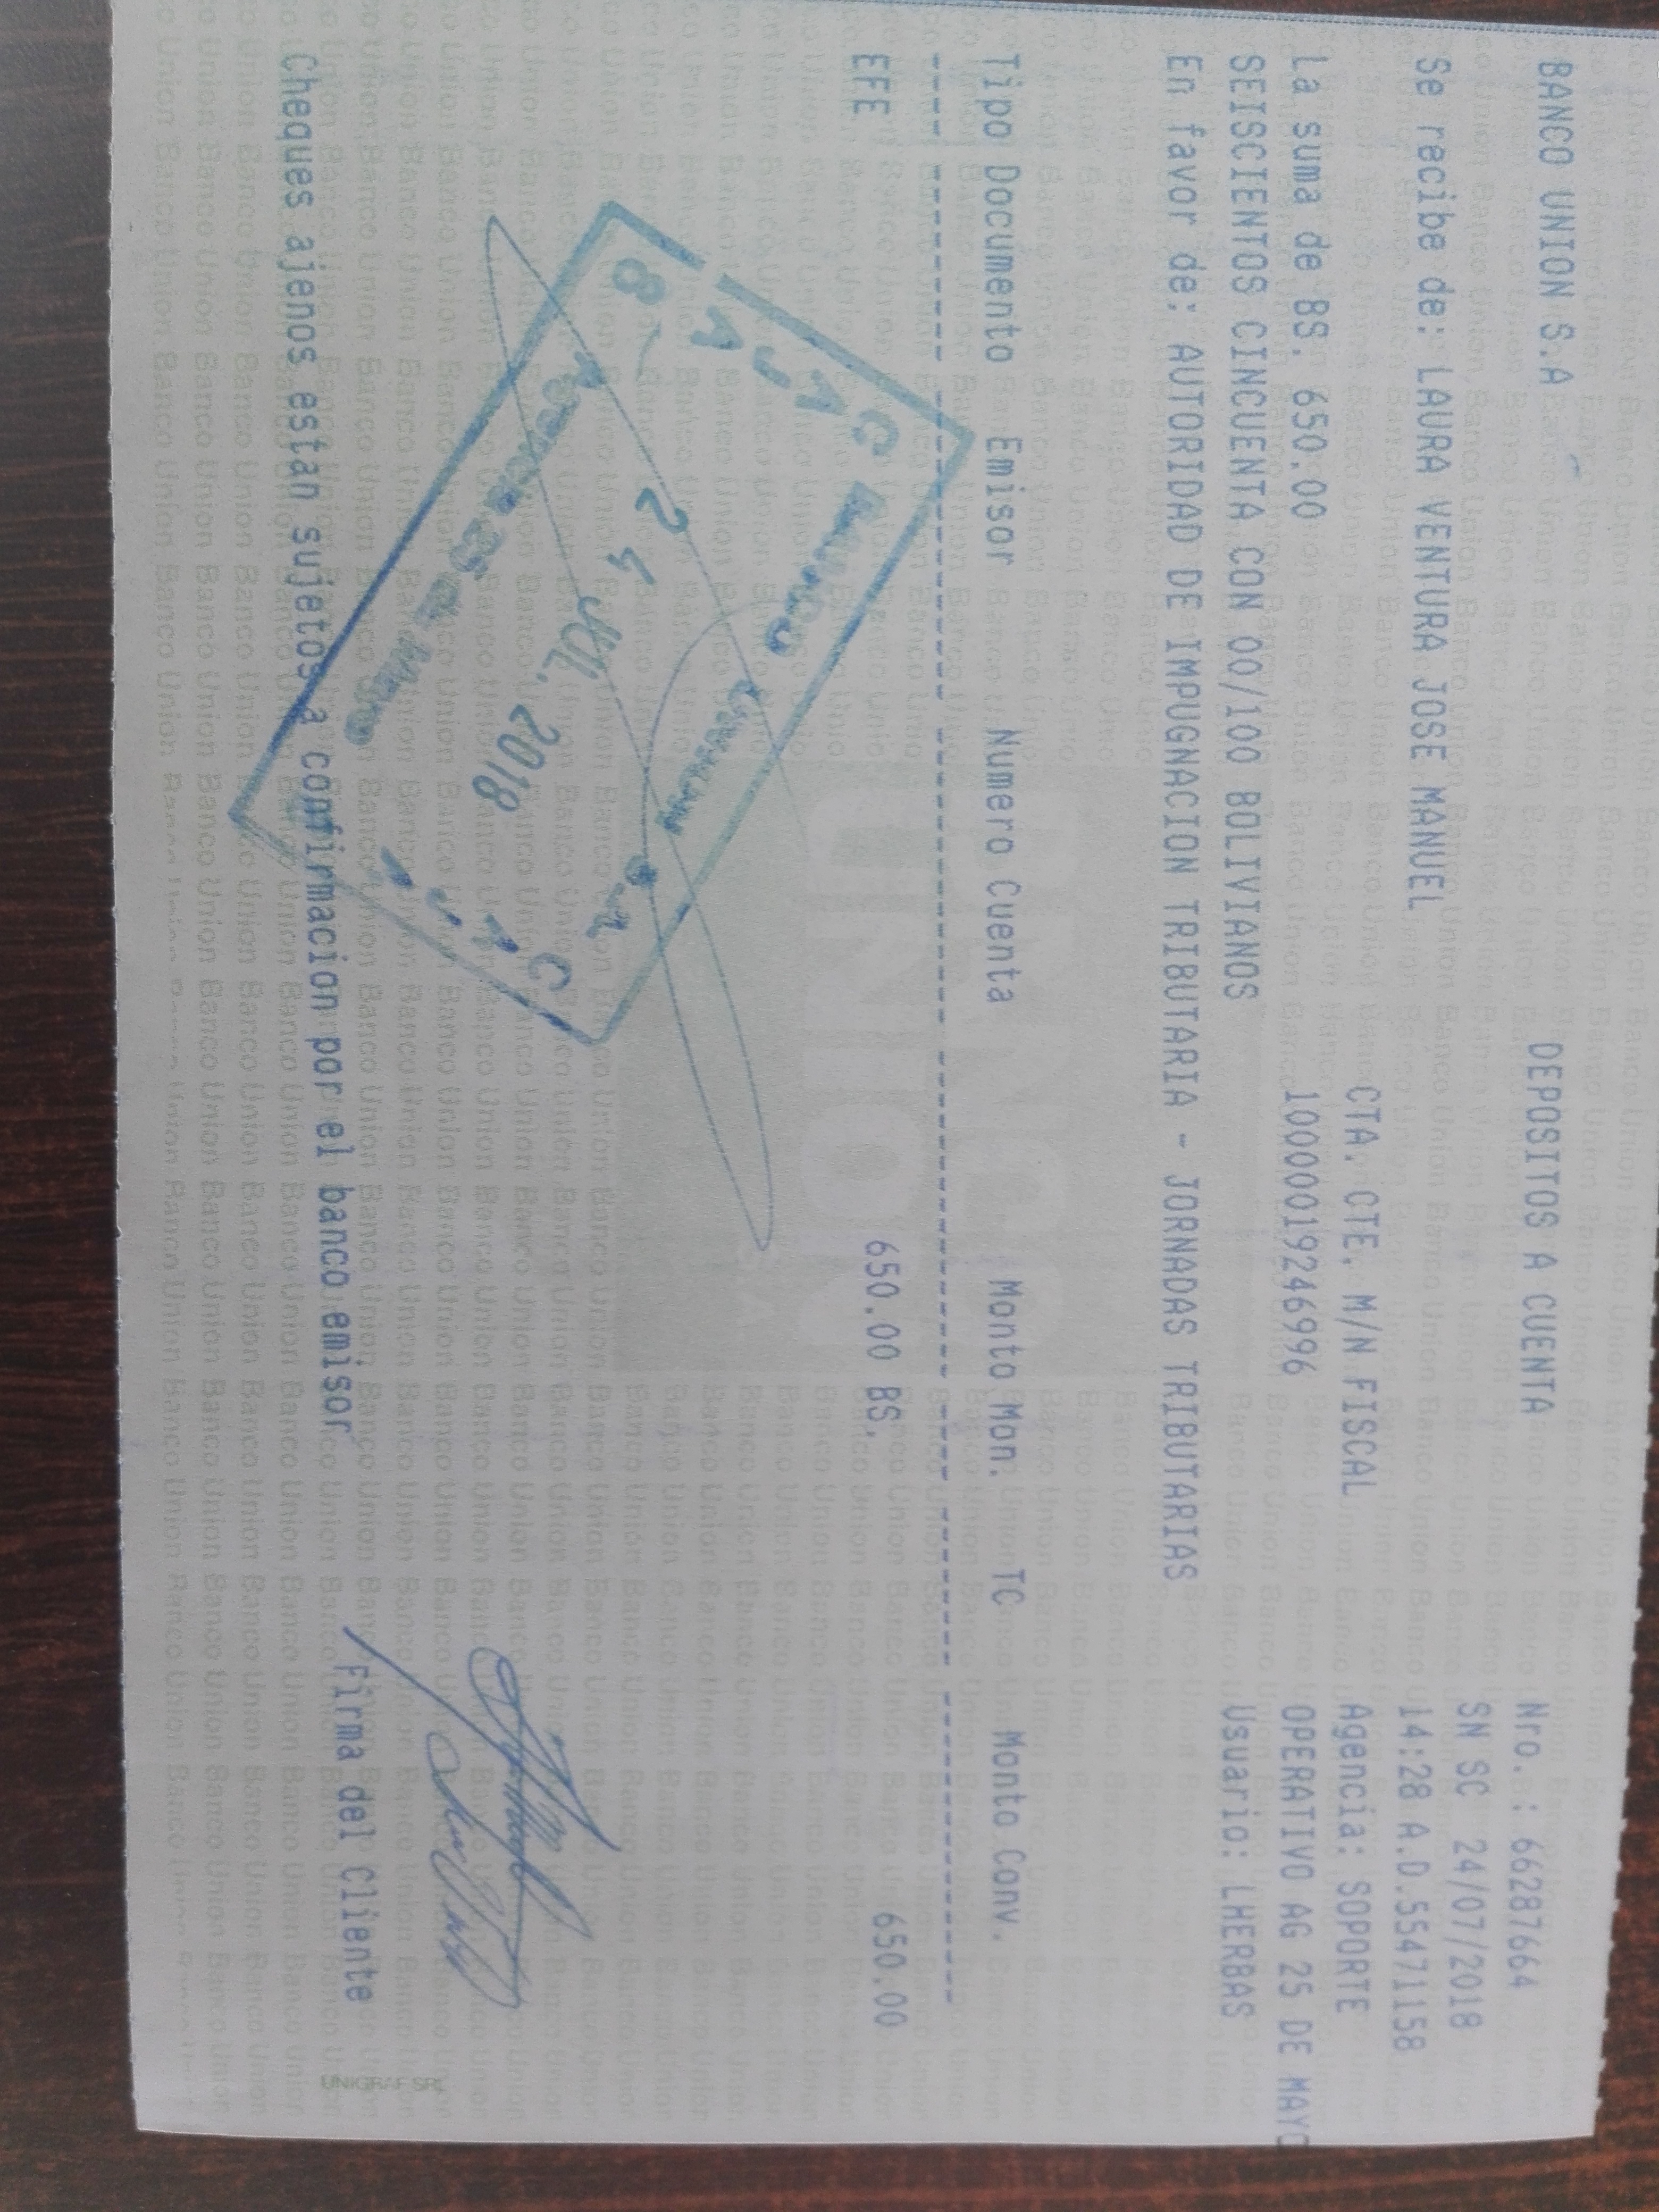 BANCO UNION S.A
DEPOSITOS A CUENTA
Nro. : 66287664
SN SC 24/07/2018
Se recibe de: LAURA VENTURA JOSE MANUEL
CTA. CTE. M/N FISCAL
14:28 A.D.55471158
La suma de BS. 650.00
10000019246996
Agencia: SOPORTE
SEISCIENTOS CINCUENTA CON 00/100 BOLIVIANOS
OPERATIVO AG 25 DE MAYO
En favor de: AUTORIDAD DE IMPUGNACION TRIBUTARIA - JORNADAS TRIBUTARIAS
Usuario: LHERBAS
Tipo Documento Emisor Numero Cuenta Monto Mon. TC Monto Conv.
EFE 650.00 BS. 650.00
CAJA 8
Banco Union S.A.
24 JUL. 2018
Cheques ajenos estan sujetos a confirmacion por el banco emisor
Firma del Cliente
UNIGRAF SRL